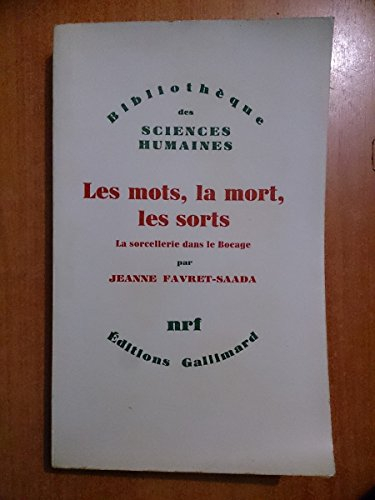 Bibliothèque
des
SCIENCES
HUMAINES
Les mots, la mort,
les sorts
La sorcellerie dans le Bocage
par
JEANNE FAVRET-SAADA
nrf
Éditions Gallimard